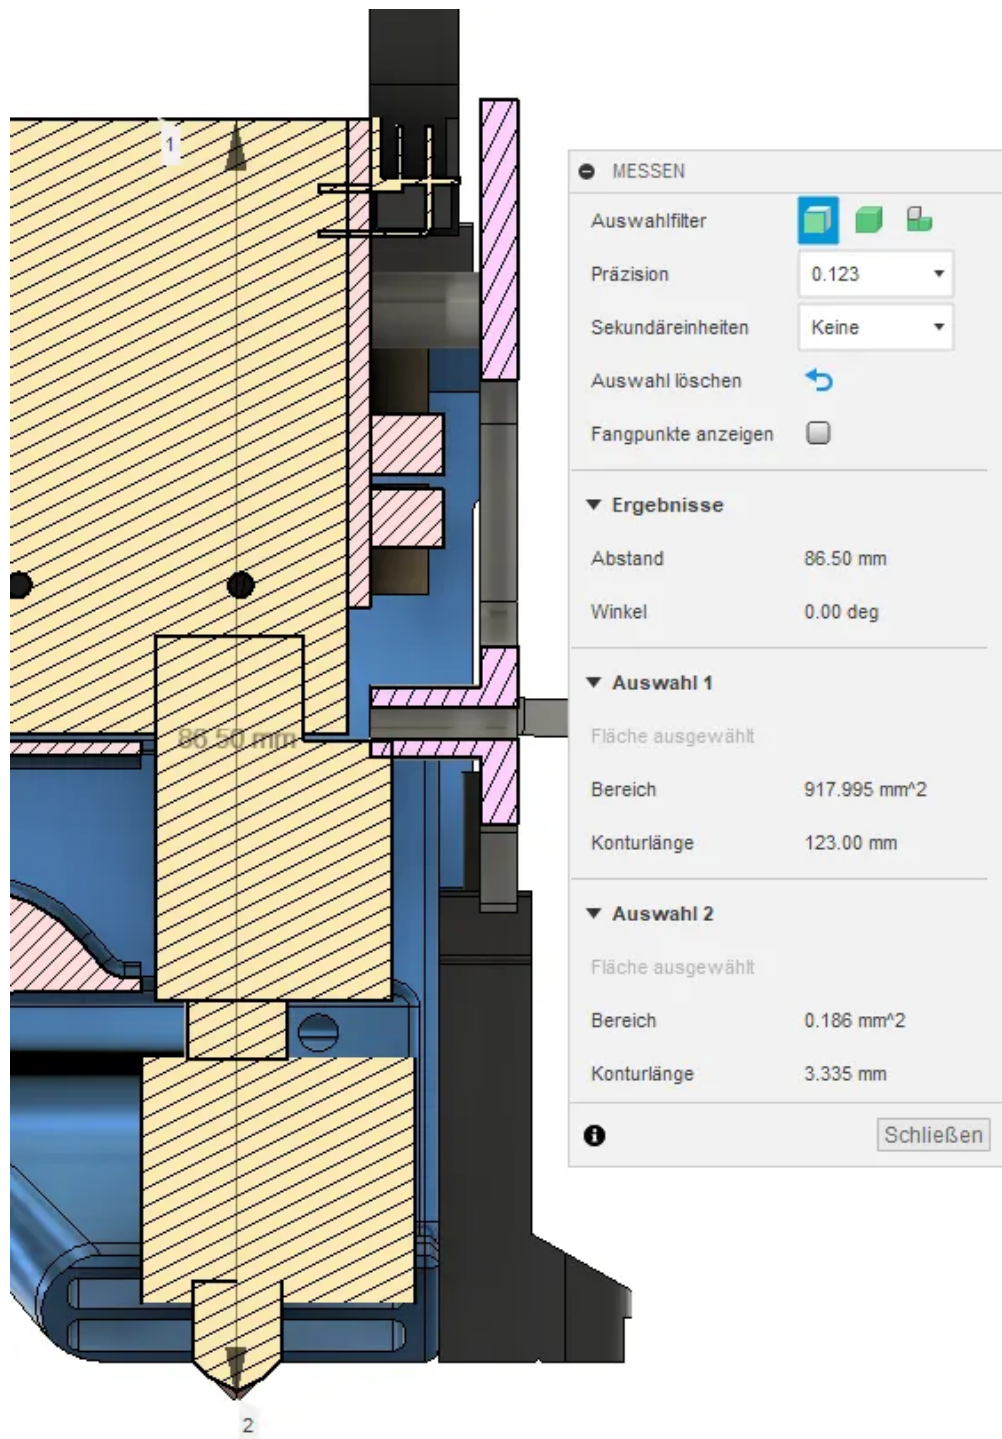 1
MESSEN
Auswahlfilter
Präzision 0.123
Sekundäreinheiten Keine
Auswahl löschen
Fangpunkte anzeigen
Ergebnisse
Abstand 86.50 mm
Winkel 0.00 deg
Auswahl 1
86.50 mm
Fläche ausgewählt
Bereich 917.995 mm^2
Konturlänge 123.00 mm
Auswahl 2
Fläche ausgewählt
Bereich 0.186 mm^2
Konturlänge 3.335 mm
Schließen
2